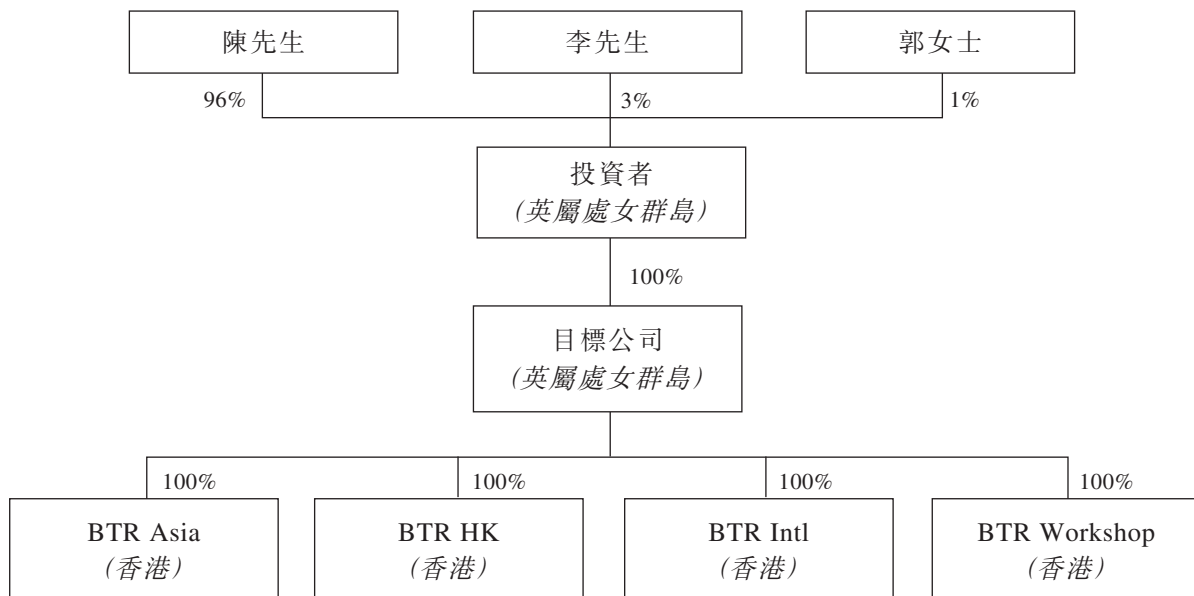 陳先生
李先生
郭女士
96%
3%
1%
投資者
(英屬處女群島)
100%
目標公司
(英屬處女群島)
100%
100%
100%
100%
BTR Asia
(香港)
BTR HK
(香港)
BTR Intl
(香港)
BTR Workshop
(香港)